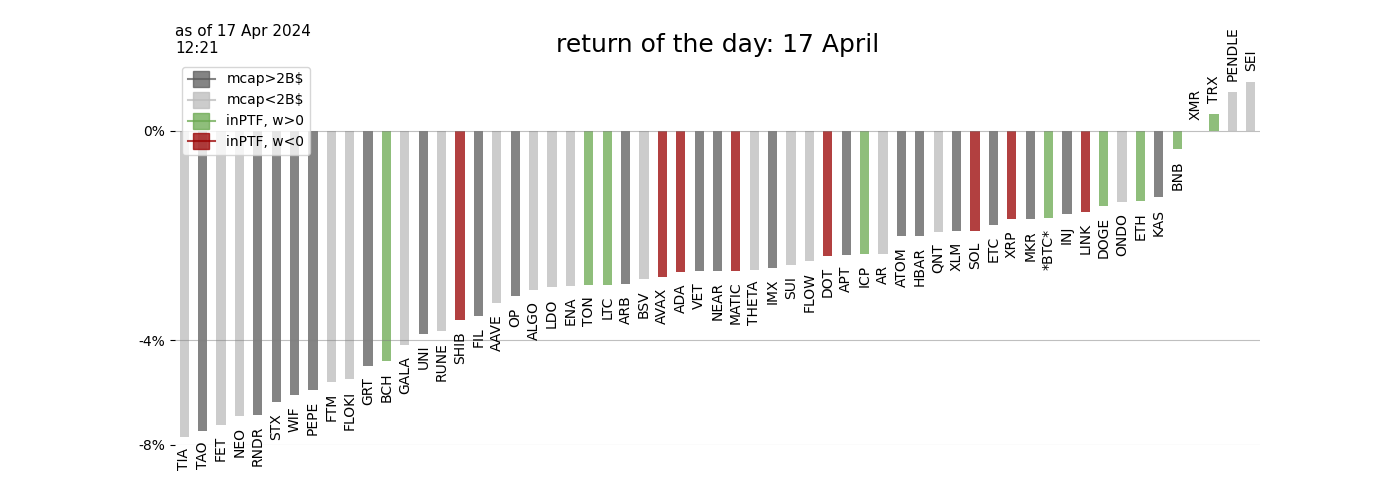 as of 17 Apr 2024
12:21
return of the day: 17 April
mcap>2B$
mcap<2B$
inPTF, w>0
inPTF, w<0
0%
-4%
-8%
TIA
TAO
FET
NEO
RNDR
STX
WIF
PEPE
FTM
FLOKI
GRT
BCH
GALA
UNI
RUNE
SHIB
FIL
AAVE
OP
ALGO
LDO
ENA
TON
LTC
ARB
BSV
AVAX
ADA
VET
NEAR
MATIC
THETA
IMX
SUI
FLOW
DOT
APT
ICP
AR
ATOM
HBAR
QNT
XLM
SOL
ETC
XRP
MKR
*BTC*
INJ
LINK
DOGE
ONDO
ETH
KAS
BNB
XMR
TRX
PENDLE
SEI